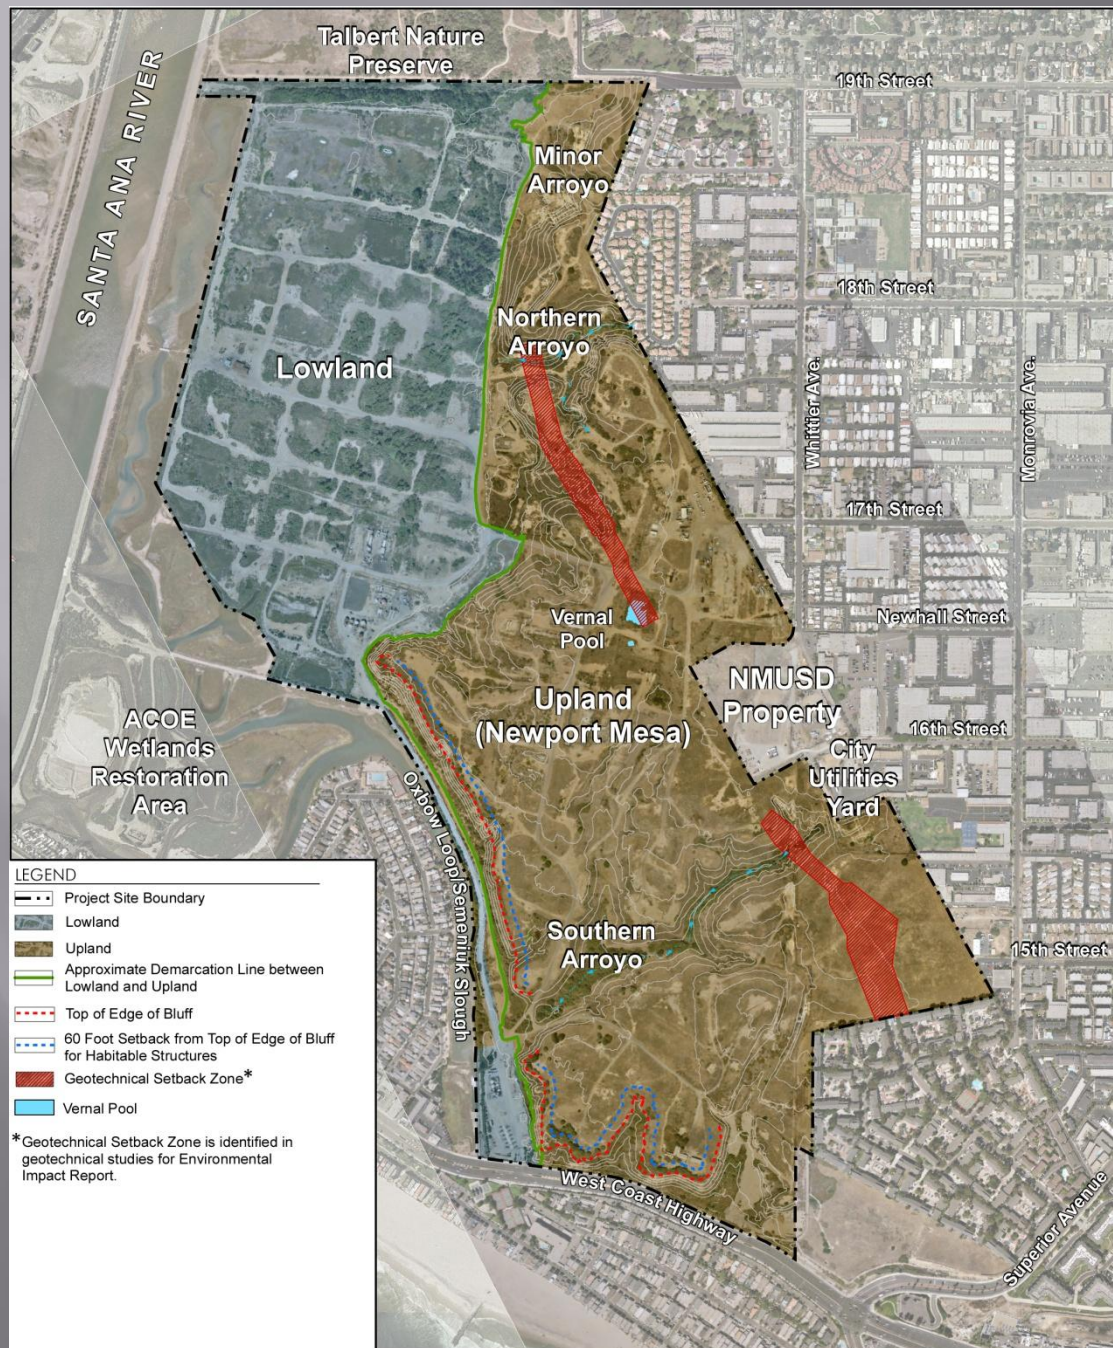 Talbert Nature
Preserve
19th Street
SANTA ANA RIVER
Minor
Arroyo
18th Street
Northern
Arroyo
Lowland
Whittier Ave.
Monrovia Ave.
17th Street
Vernal
Pool
Newhall Street
NMUSD
Property
Upland
(Newport Mesa)
16th Street
ACOE
Wetlands
Restoration
Area
City
Utilities
Yard
Oxbow Loop/Semeniuk Slough
Southern
Arroyo
15th Street
West Coast Highway
Superior Avenue
LEGEND
Project Site Boundary
Lowland
Upland
Approximate Demarcation Line between
Lowland and Upland
Top of Edge of Bluff
60 Foot Setback from Top of Edge of Bluff
for Habitable Structures
Geotechnical Setback Zone*
Vernal Pool
*Geotechnical Setback Zone is identified in
geotechnical studies for Environmental
Impact Report.